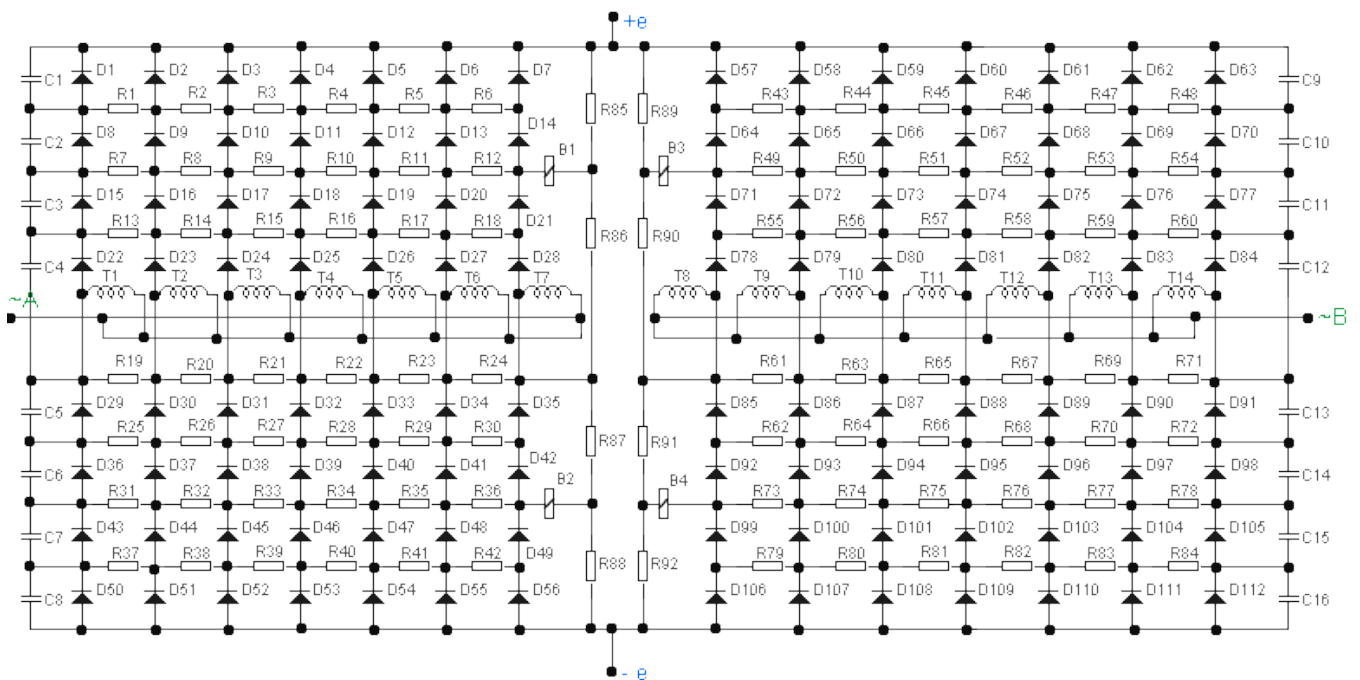 +e
C1 D1 D2 D3 D4 D5 D6 D7 D57 D58 D59 D60 D61 D62 D63 C9
R1 R2 R3 R4 R5 R6 R85 R89 R43 R44 R45 R46 R47 R48
C2 D8 D9 D10 D11 D12 D13 D14 D64 D65 D66 D67 D68 D69 D70 C10
R7 R8 R9 R10 R11 R12 B1 B3 R49 R50 R51 R52 R53 R54
C3 D15 D16 D17 D18 D19 D20 D21 D71 D72 D73 D74 D75 D76 D77 C11
R13 R14 R15 R16 R17 R18 R86 R90 R55 R56 R57 R58 R59 R60
C4 D22 D23 D24 D25 D26 D27 D28 D78 D79 D80 D81 D82 D83 D84 C12
T1 T2 T3 T4 T5 T6 T7 T8 T9 T10 T11 T12 T13 T14
~A ~B
R19 R20 R21 R22 R23 R24 R61 R63 R65 R67 R69 R71
C5 D29 D30 D31 D32 D33 D34 D35 D85 D86 D87 D88 D89 D90 D91 C13
R25 R26 R27 R28 R29 R30 R87 R91 R62 R64 R66 R68 R70 R72
C6 D36 D37 D38 D39 D40 D41 D42 D92 D93 D94 D95 D96 D97 D98 C14
R31 R32 R33 R34 R35 R36 B2 B4 R73 R74 R75 R76 R77 R78
C7 D43 D44 D45 D46 D47 D48 D49 D99 D100 D101 D102 D103 D104 D105 C15
R37 R38 R39 R40 R41 R42 R88 R92 R79 R80 R81 R82 R83 R84
C8 D50 D51 D52 D53 D54 D55 D56 D106 D107 D108 D109 D110 D111 D112 C16
- e